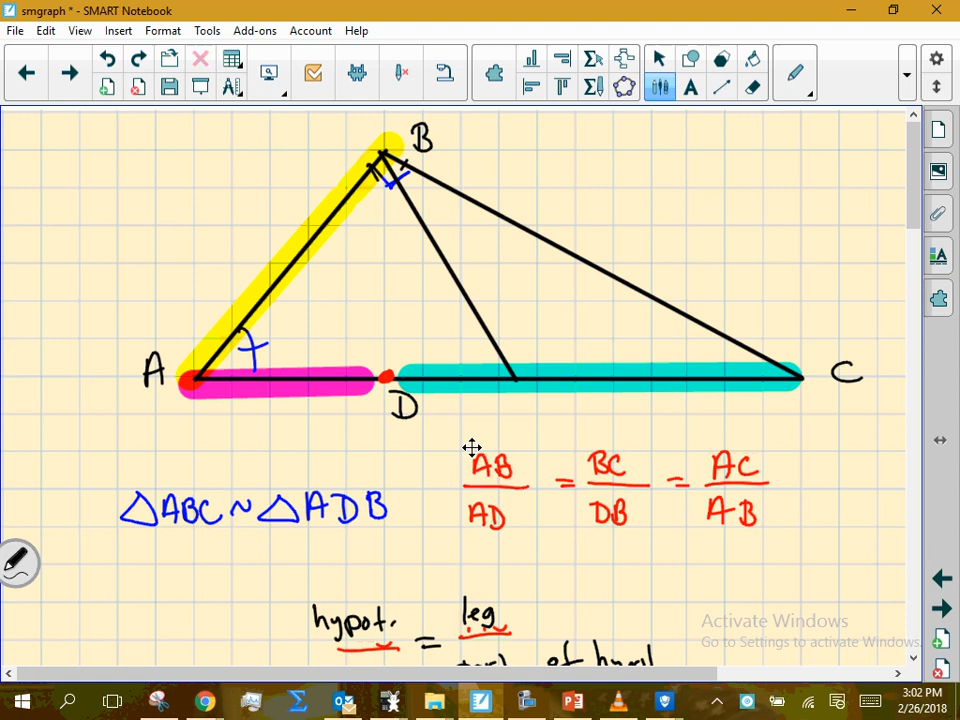 smgraph * - SMART Notebook
File Edit View Insert Format Tools Add-ons Account Help
B
A
C
D
△ABC ~ △ADB
AB/AD = BC/DB = AC/AB
hypot. = leg
of
Activate Windows
Go to Settings to activate Windows.
3:02 PM
2/26/2018